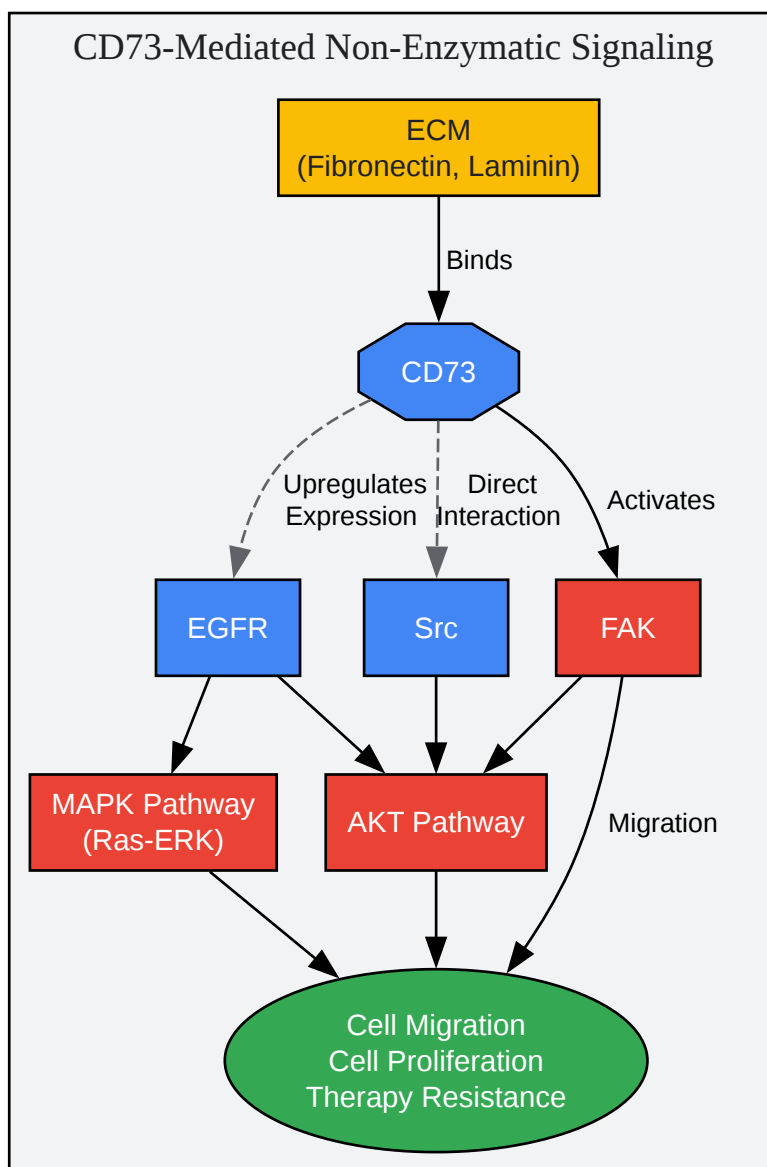 CD73-Mediated Non-Enzymatic Signaling
ECM
(Fibronectin, Laminin)
Binds
CD73
Upregulates
Expression
Direct
Interaction
Activates
EGFR
Src
FAK
MAPK Pathway
(Ras-ERK)
AKT Pathway
Migration
Cell Migration
Cell Proliferation
Therapy Resistance